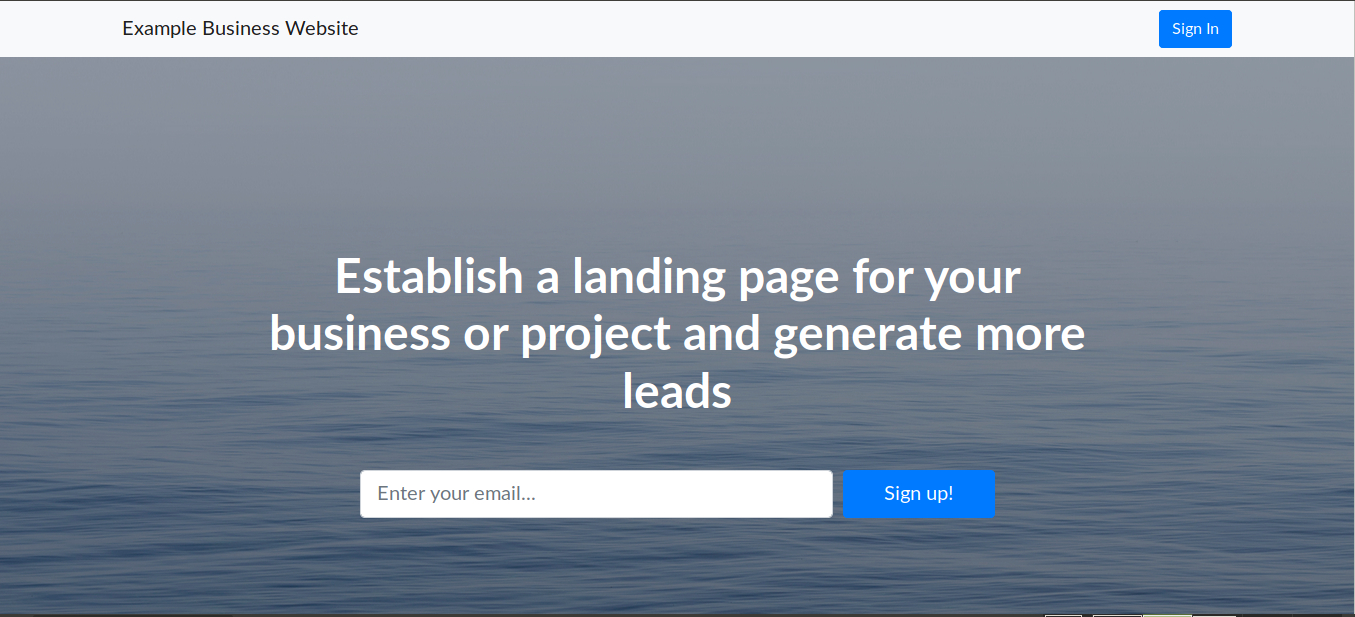 Example Business Website
Sign In
Establish a landing page for your
business or project and generate more
leads
Enter your email...
Sign up!